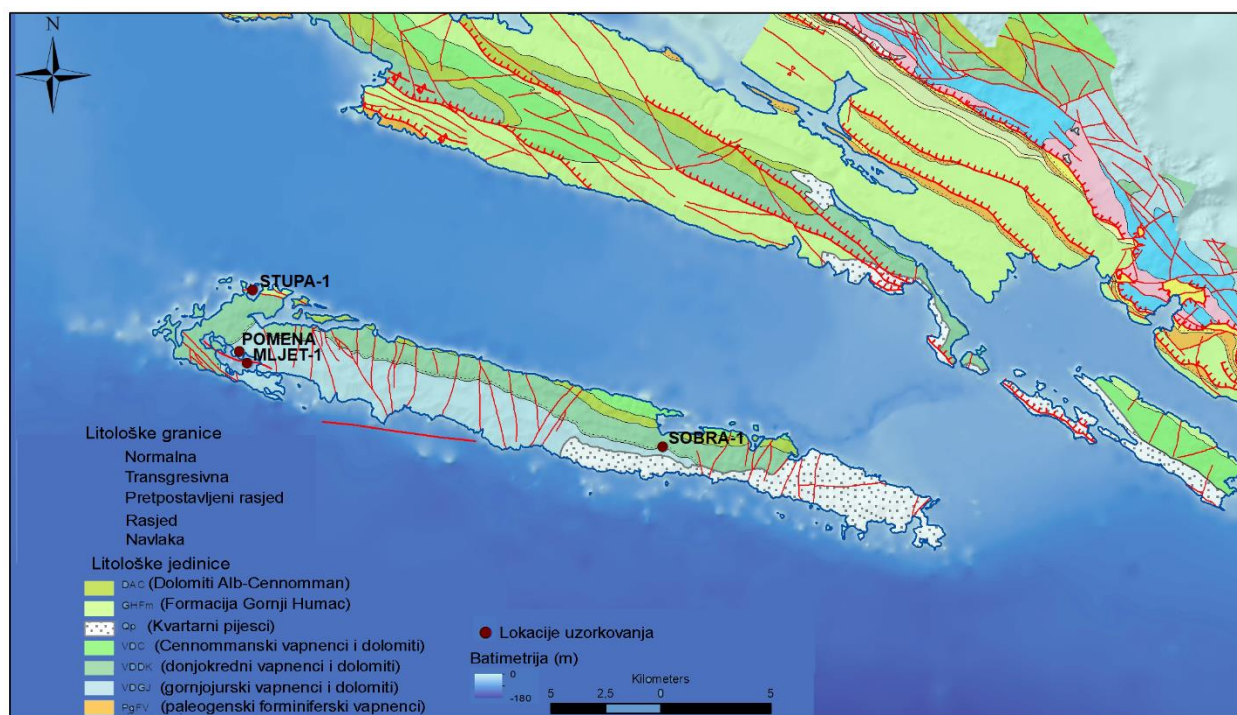 N
STUPA-1
POMENA
MLJET-1
SOBRA-1
Litološke granice
Normalna
Transgresivna
Pretpostavljeni rasjed
Rasjed
Navlaka
Litološke jedinice
DAC (Dolomiti Alb-Cennomman)
GHFm (Formacija Gornji Humac)
Qp (Kvartarni pijesci)
VDC (Cennommanski vapnenci i dolomiti)
VDDK (donjokredni vapnenci i dolomiti)
VDGJ (gornjojurski vapnenci i dolomiti)
PgFV (paleogenski forminiferski vapnenci)
Lokacije uzorkovanja
Batimetrija (m)
0
-180
Kilometers
5 2.5 0 5